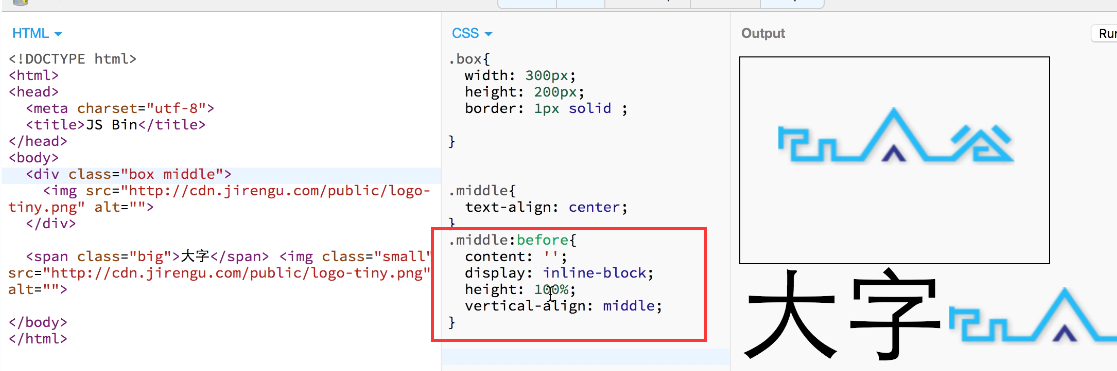 HTML
<!DOCTYPE html>
<html>
<head>
<meta charset="utf-8">
<title>JS Bin</title>
</head>
<body>
<div class="box middle">
<img src="http://cdn.jirengu.com/public/logo-
tiny.png" alt="">
</div>
<span class="big">大字</span> <img class="small"
src="http://cdn.jirengu.com/public/logo-tiny.png"
alt="">
</body>
</html>
CSS
.box{
width: 300px;
height: 200px;
border: 1px solid ;
}
.middle{
text-align: center;
}
.middle:before{
content: '';
display: inline-block;
height: 100%;
vertical-align: middle;
}
Output
Run
大字